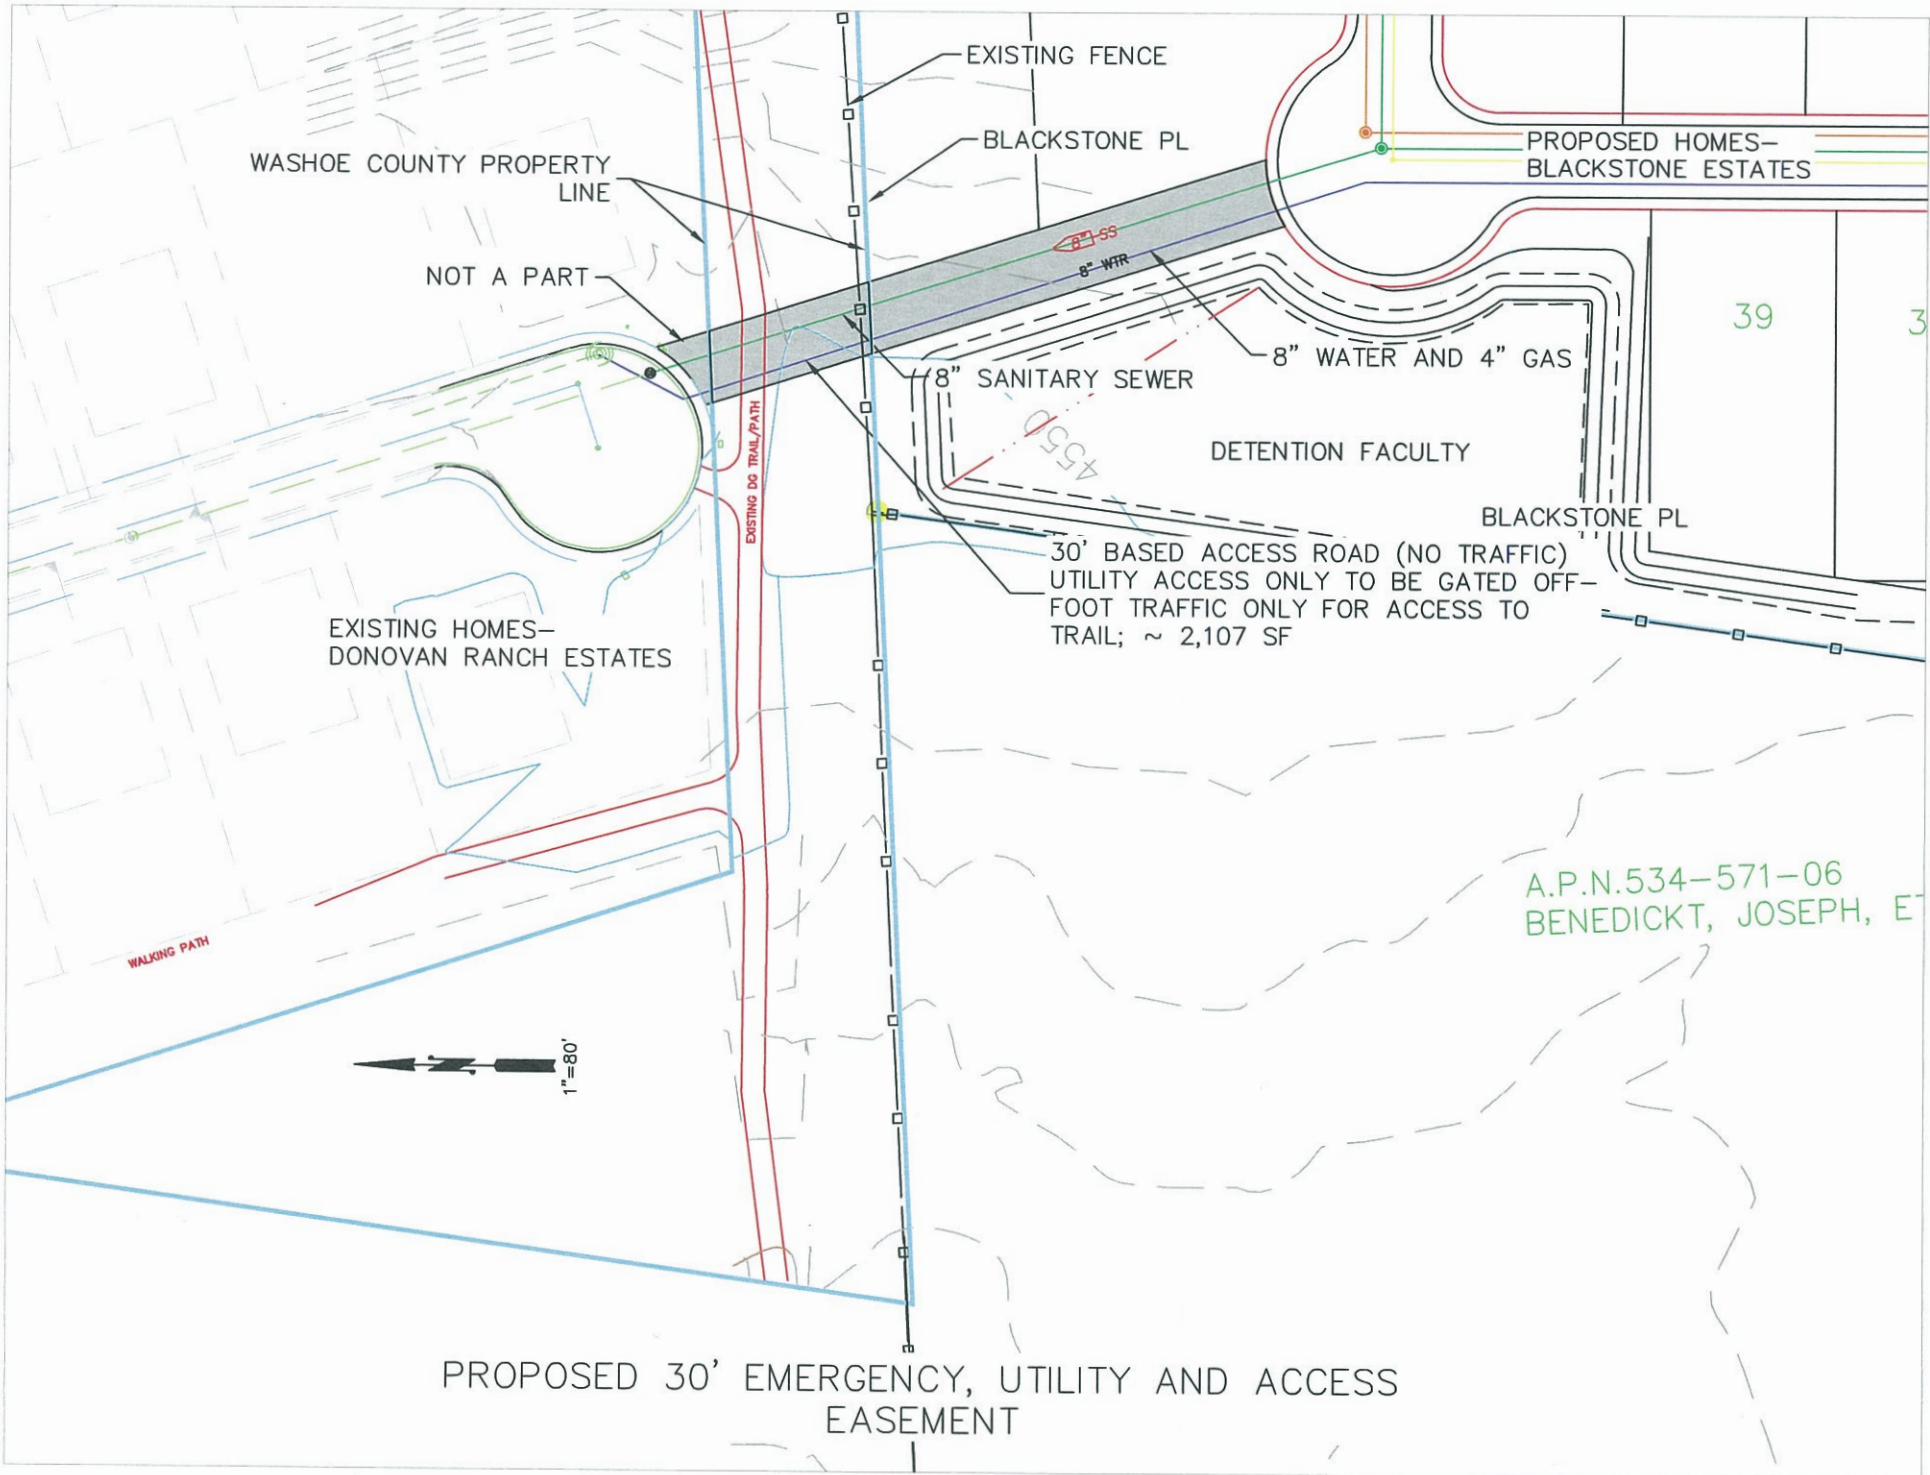 EXISTING FENCE
BLACKSTONE PL
WASHOE COUNTY PROPERTY
LINE
PROPOSED HOMES-
BLACKSTONE ESTATES
NOT A PART
8" SS
8" WTR
39
3
8" WATER AND 4" GAS
8" SANITARY SEWER
4550
DETENTION FACULTY
EXISTING DG TRAIL/PATH
BLACKSTONE PL
30' BASED ACCESS ROAD (NO TRAFFIC)
UTILITY ACCESS ONLY TO BE GATED OFF-
FOOT TRAFFIC ONLY FOR ACCESS TO
TRAIL; ~ 2,107 SF
EXISTING HOMES-
DONOVAN RANCH ESTATES
A.P.N.534-571-06
BENEDICKT, JOSEPH, ET
WALKING PATH
N
1"=80'
PROPOSED 30' EMERGENCY, UTILITY AND ACCESS
EASEMENT